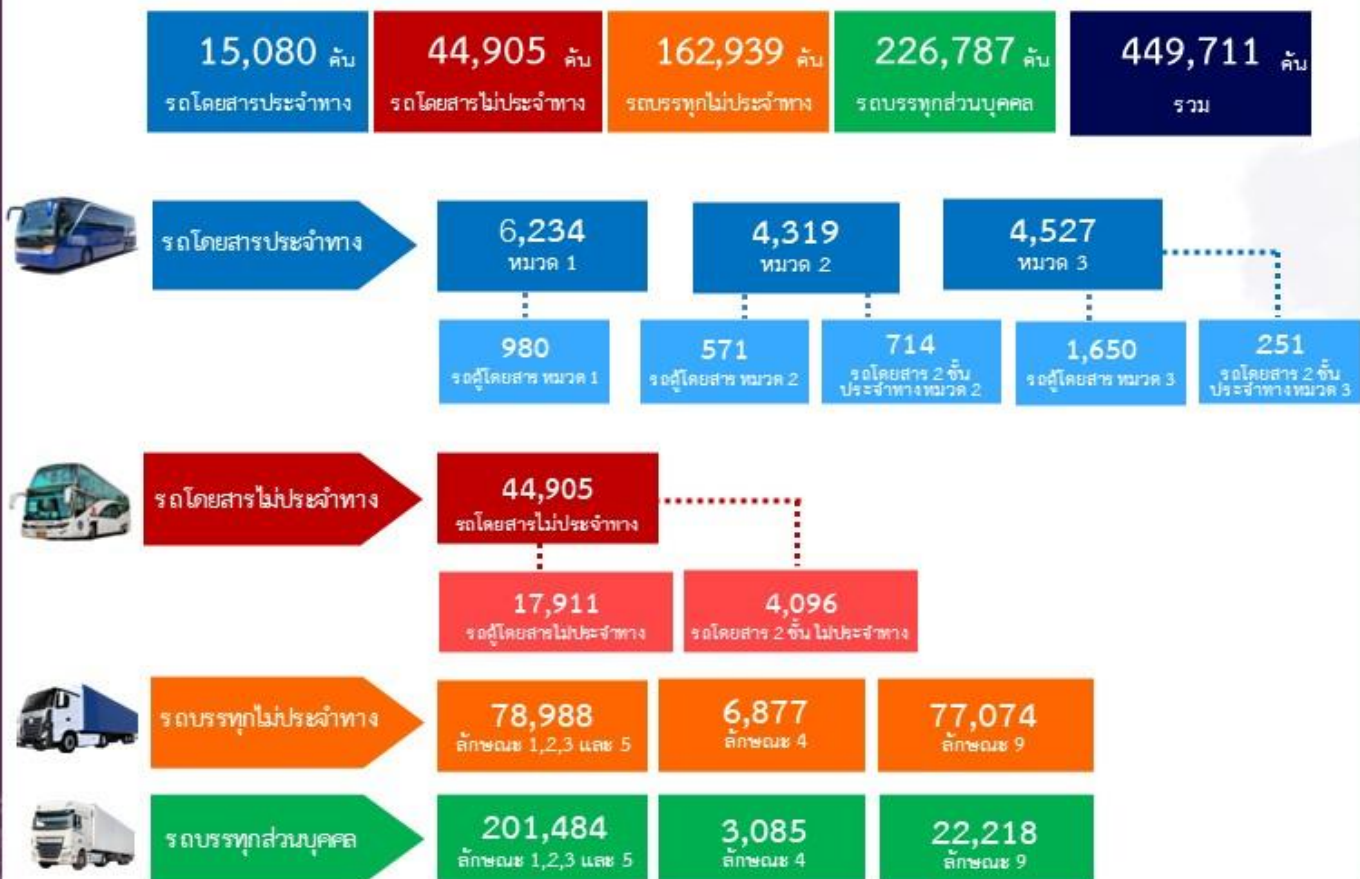 15,080 คัน
รถโดยสารประจำทาง
44,905 คัน
รถโดยสารไม่ประจำทาง
162,939 คัน
รถบรรทุกไม่ประจำทาง
226,787 คัน
รถบรรทุกส่วนบุคคล
449,711 คัน
รวม
รถโดยสารประจำทาง
6,234
หมวด 1
4,319
หมวด 2
4,527
หมวด 3
980
รถตู้โดยสาร หมวด 1
571
รถตู้โดยสาร หมวด 2
714
รถโดยสาร 2 ชั้น
ประจำทางหมวด 2
1,650
รถตู้โดยสาร หมวด 3
251
รถโดยสาร 2 ชั้น
ประจำทางหมวด 3
รถโดยสารไม่ประจำทาง
44,905
รถโดยสารไม่ประจำทาง
17,911
รถตู้โดยสารไม่ประจำทาง
4,096
รถโดยสาร 2 ชั้น ไม่ประจำทาง
รถบรรทุกไม่ประจำทาง
78,988
ลักษณะ 1,2,3 และ 5
6,877
ลักษณะ 4
77,074
ลักษณะ 9
รถบรรทุกส่วนบุคคล
201,484
ลักษณะ 1,2,3 และ 5
3,085
ลักษณะ 4
22,218
ลักษณะ 9